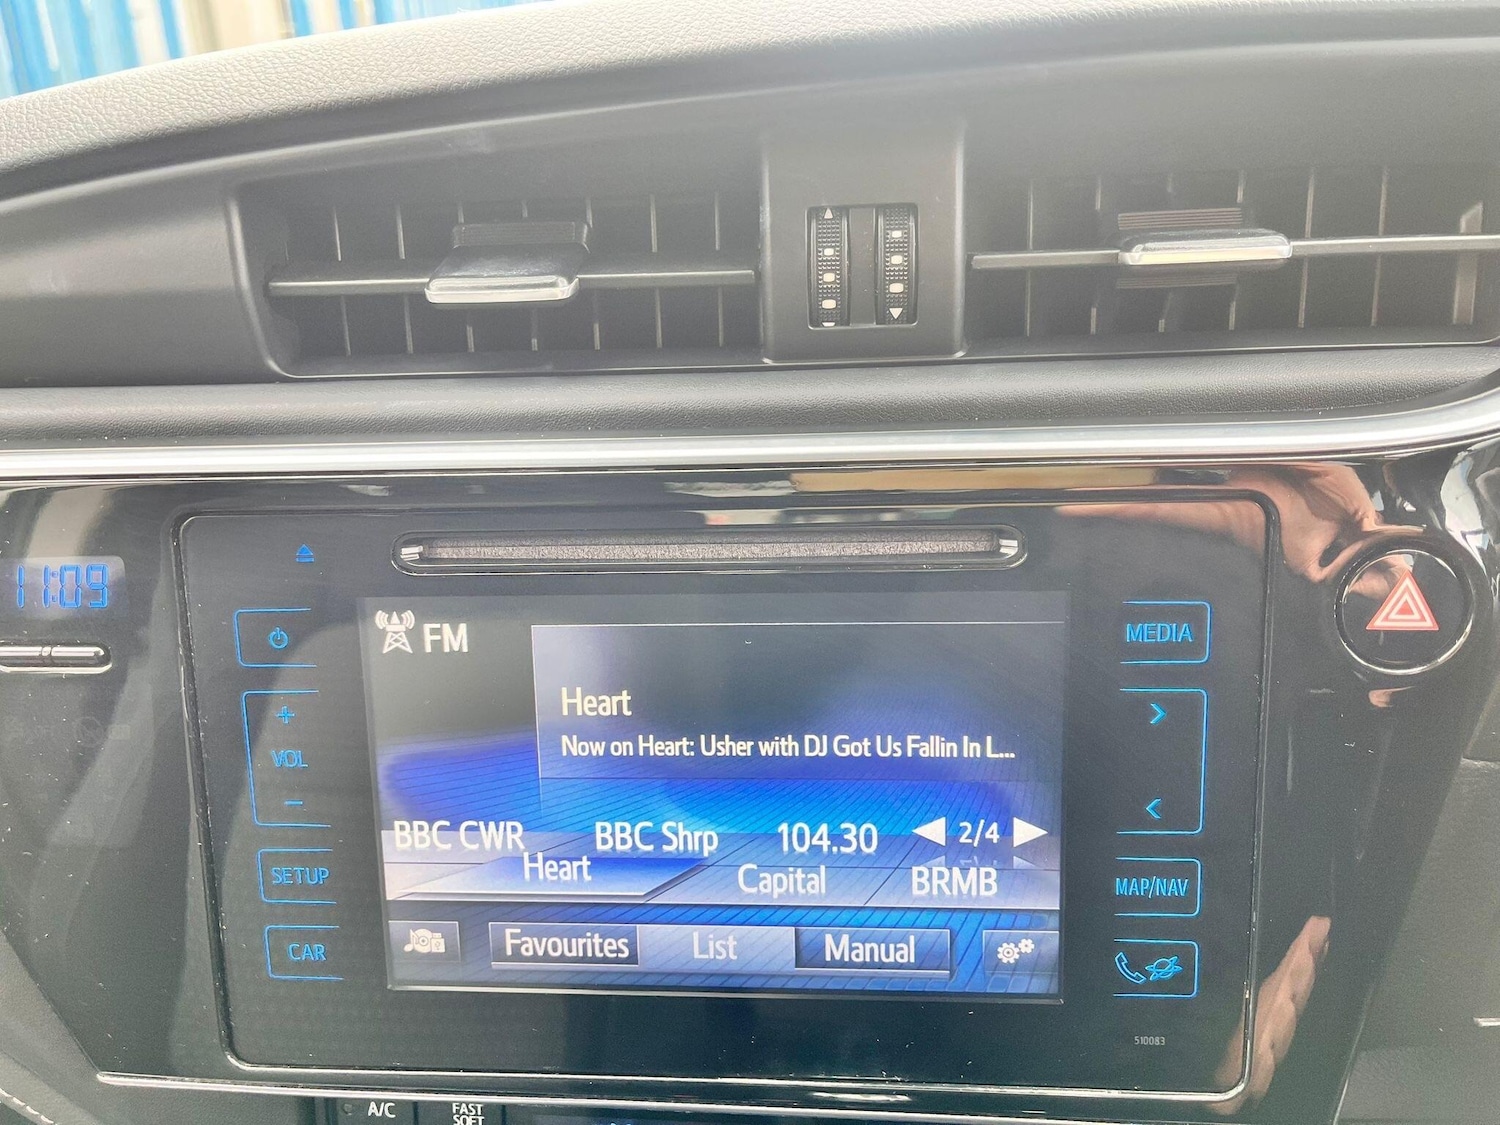 11:09
FM
Heart
Now on Heart: Usher with DJ Got Us Fallin In L...
BBC CWR BBC Shrp 104.30 2/4
Heart Capital BRMB
Favourites List Manual
VOL
SETUP
CAR
MEDIA
MAP/NAV
510083
A/C
FAST
SOFT